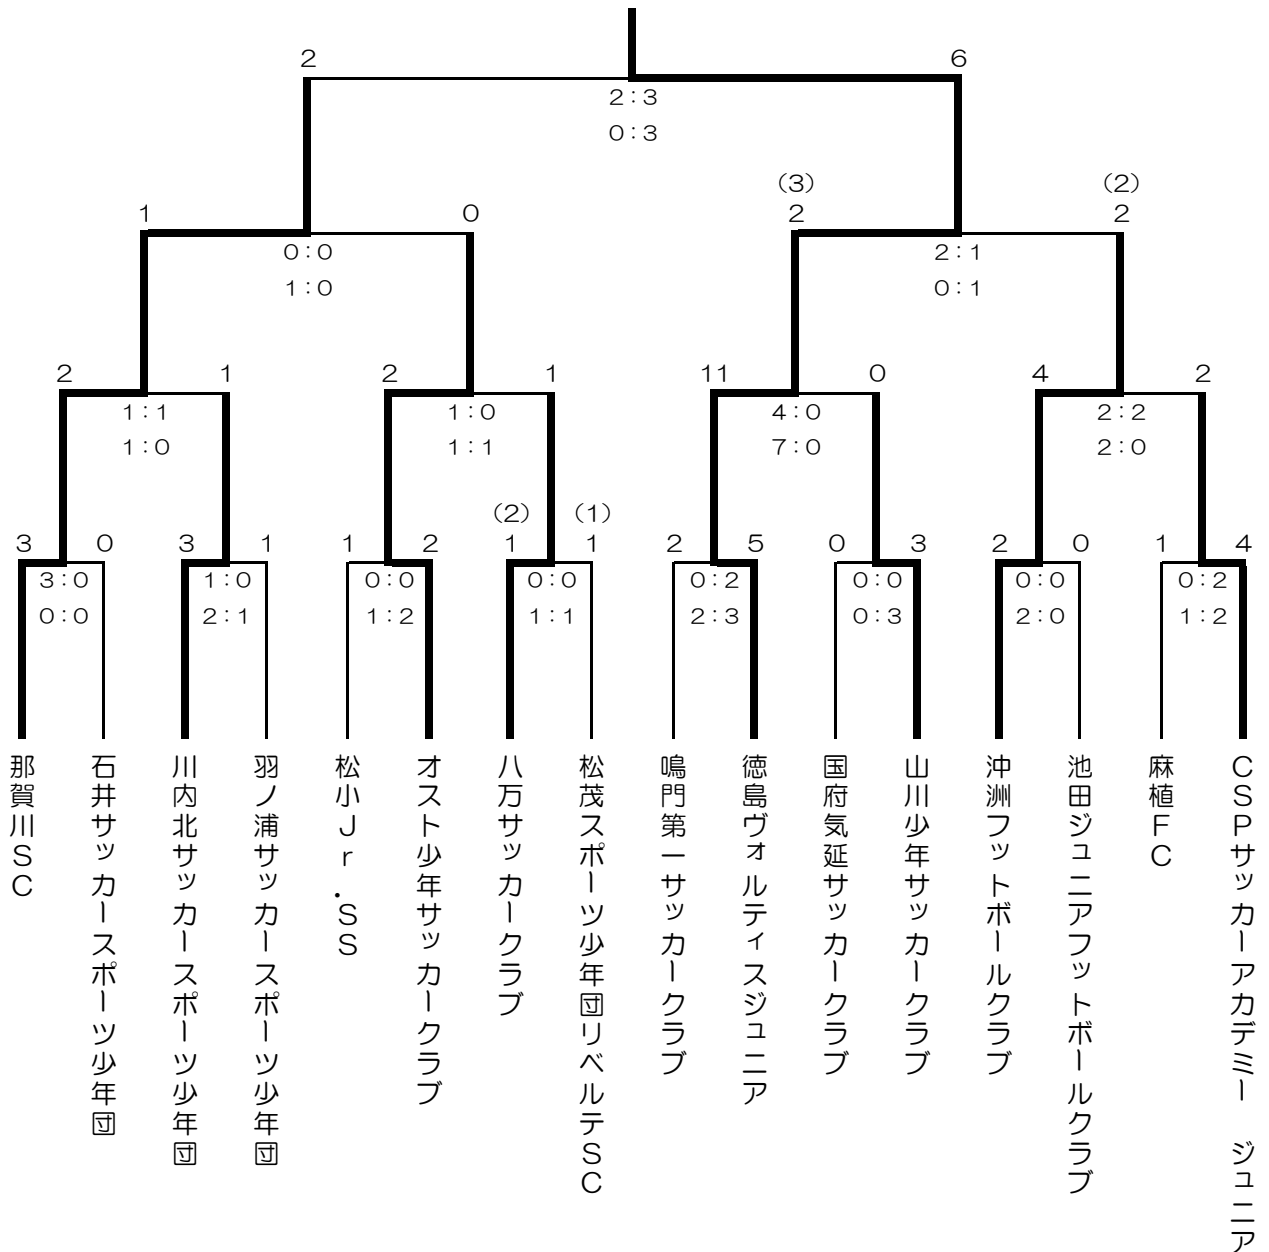 2 6
2:3
0:3
(3) (2)
1 0 2 2
0:0 2:1
1:0 0:1
2 1 2 1 11 0 4 2
1:1 1:0 4:0 2:2
1:0 1:1 7:0 2:0
(2) (1)
3 0 3 1 1 2 1 1 2 5 0 3 2 0 1 4
3:0 1:0 0:0 0:0 0:2 0:0 0:0 0:2
0:0 2:1 1:2 1:1 2:3 0:3 2:0 1:2
那賀川SC
石井サッカースポーツ少年団
川内北サッカースポーツ少年団
羽ノ浦サッカースポーツ少年団
松小Jr.SS
オスト少年サッカークラブ
八万サッカークラブ
松茂スポーツ少年団リベルテSC
鳴門第一サッカークラブ
徳島ヴォルティスジュニア
国府気延サッカークラブ
山川少年サッカークラブ
沖洲フットボールクラブ
池田ジュニアフットボールクラブ
麻植FC
CSPサッカーアカデミー ジュニア